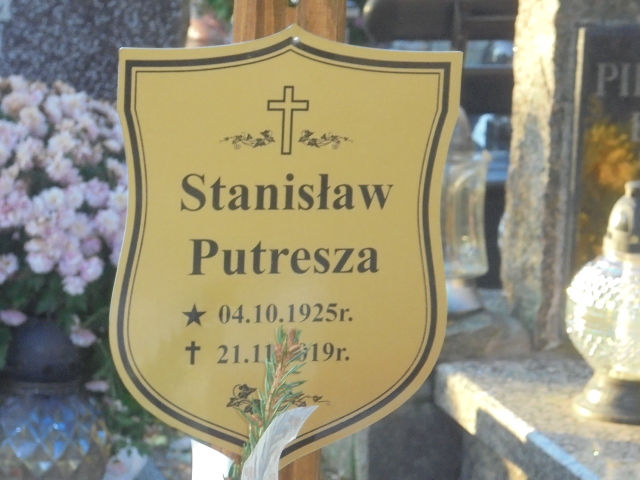 Stanisław
Putresza
★ 04.10.1925r.